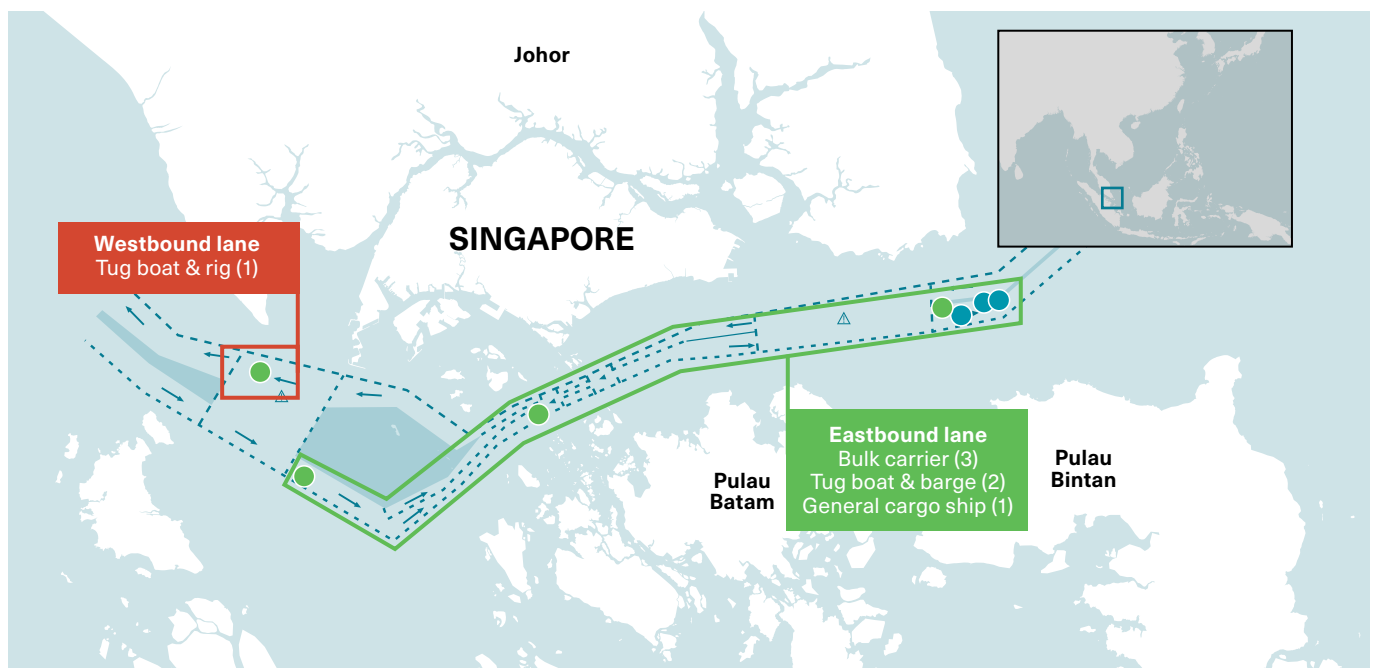 Johor
SINGAPORE
Westbound lane
Tug boat & rig (1)
Eastbound lane
Bulk carrier (3)
Tug boat & barge (2)
General cargo ship (1)
Pulau
Batam
Pulau
Bintan